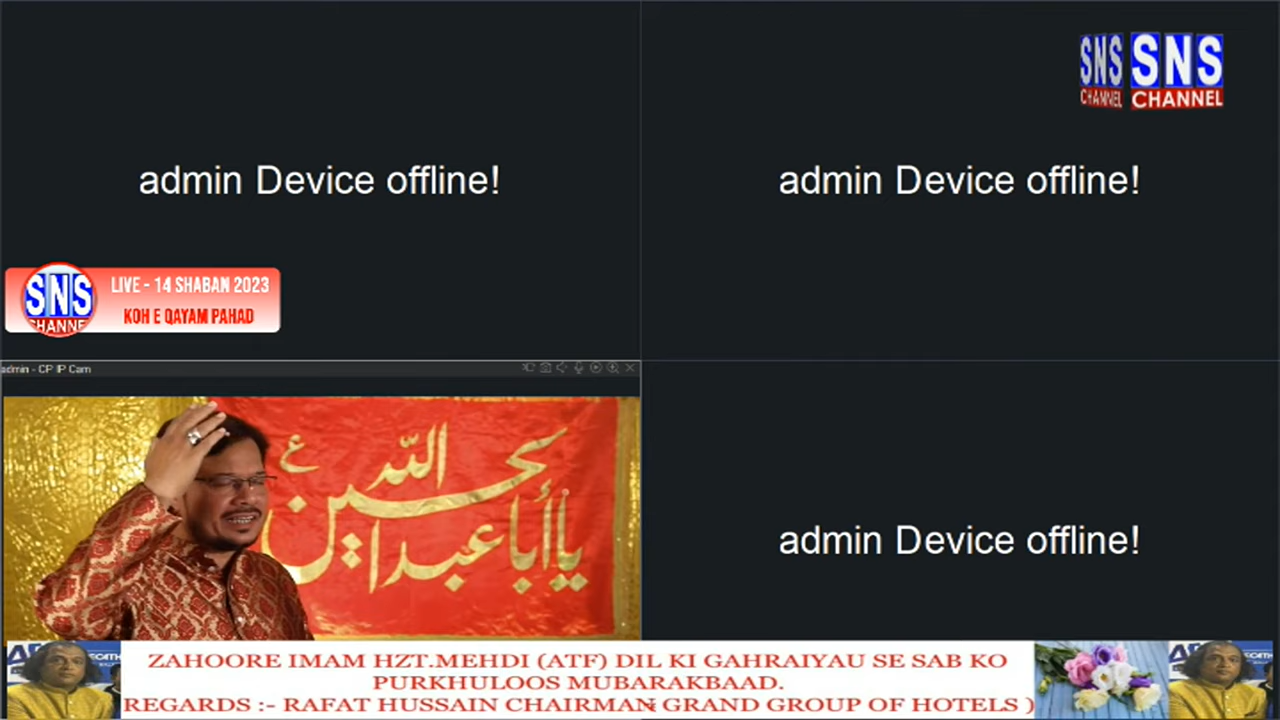 admin Device offline!
SNS SNS
CHANNEL CHANNEL
admin Device offline!
SNS
CHANNE
LIVE - 14 SHABAN 2023
KOH E QAYAM PAHAD
admin - CP IP Cam
ع
يا أبا عبد الله الحسين
admin Device offline!
ZAHOORE IMAM HZT.MEHDI (ATF) DIL KI
SE SAB KO
PURKHULOOS MUBARAKBAAD.
REGARDS :- RAFAT HUSSAIN CHAIRMAN GRAND GROUP OF HOTELS )